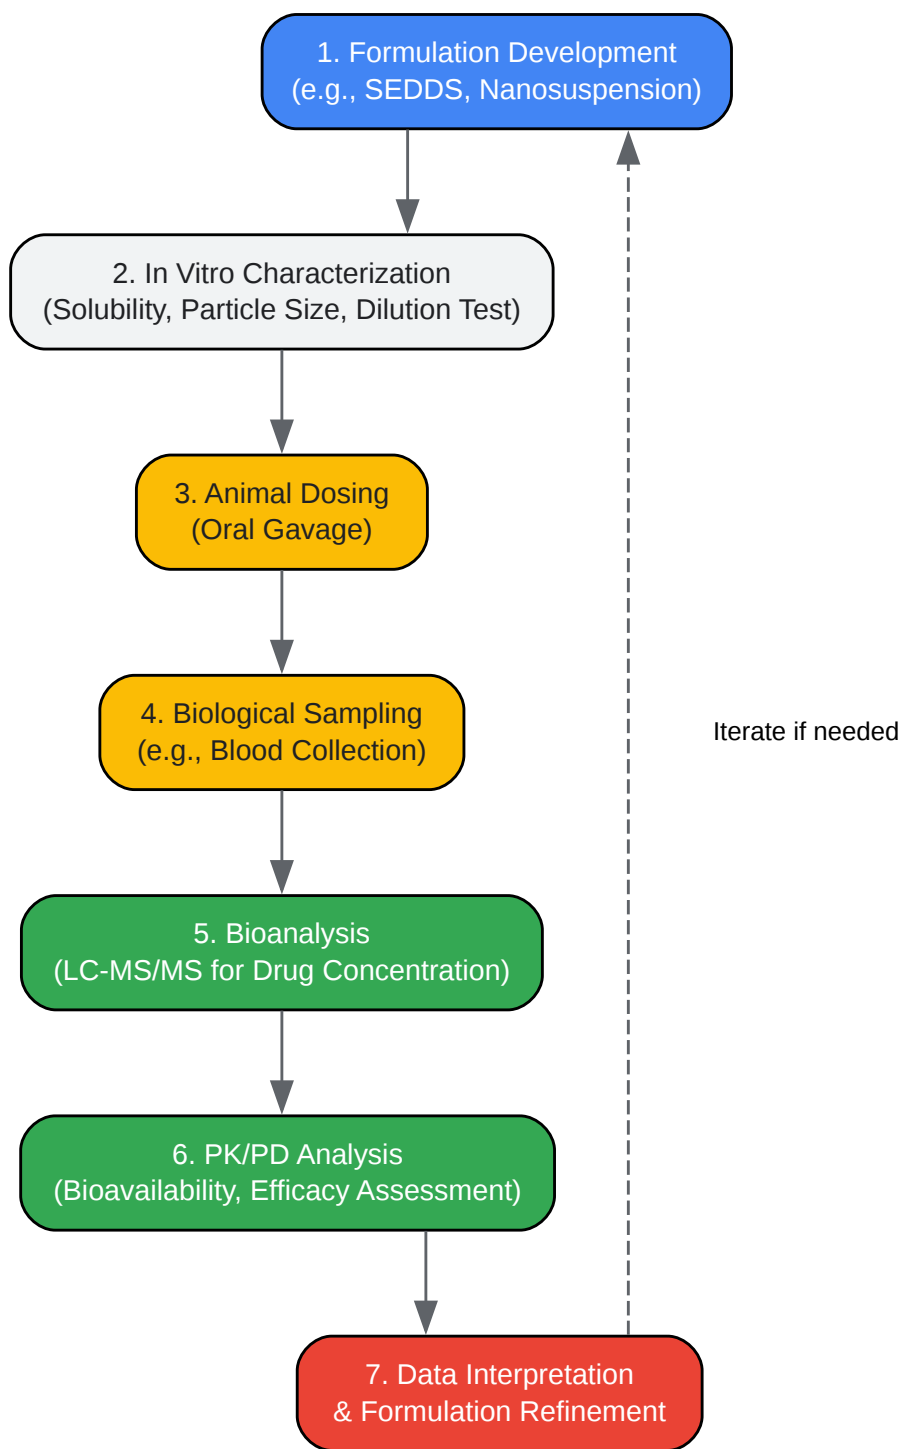 1. Formulation Development
(e.g., SEDDS, Nanosuspension)
2. In Vitro Characterization
(Solubility, Particle Size, Dilution Test)
3. Animal Dosing
(Oral Gavage)
4. Biological Sampling
(e.g., Blood Collection)
Iterate if needed
5. Bioanalysis
(LC-MS/MS for Drug Concentration)
6. PK/PD Analysis
(Bioavailability, Efficacy Assessment)
7. Data Interpretation
& Formulation Refinement